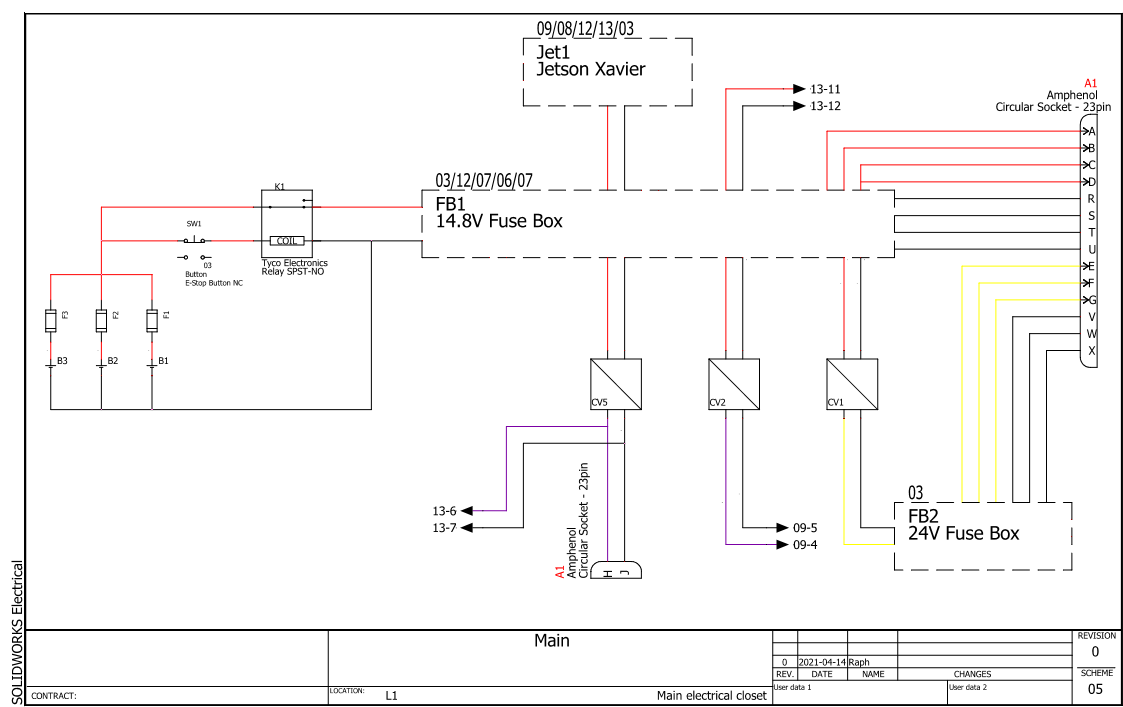 09/08/12/13/03
Jet1
Jetson Xavier
13-11
13-12
A1
Amphenol
Circular Socket - 23pin
A
B
C
D
R
S
T
U
E
F
G
V
W
X
03/12/07/06/07
FB1
14.8V Fuse Box
K1
COIL
Tyco Electronics
Relay SPST-NO
SW1
03
Button
E-Stop Button NC
F3
F2
F1
B3
B2
B1
CV5
CV2
CV1
13-6
13-7
A1
Amphenol
Circular Socket - 23pin
H
J
09-5
09-4
03
FB2
24V Fuse Box
SOLIDWORKS Electrical
Main
CONTRACT:
LOCATION:
L1
Main electrical closet
0 2021-04-14 Raph
REV. DATE NAME CHANGES
User data 1
User data 2
REVISION
0
SCHEME
05